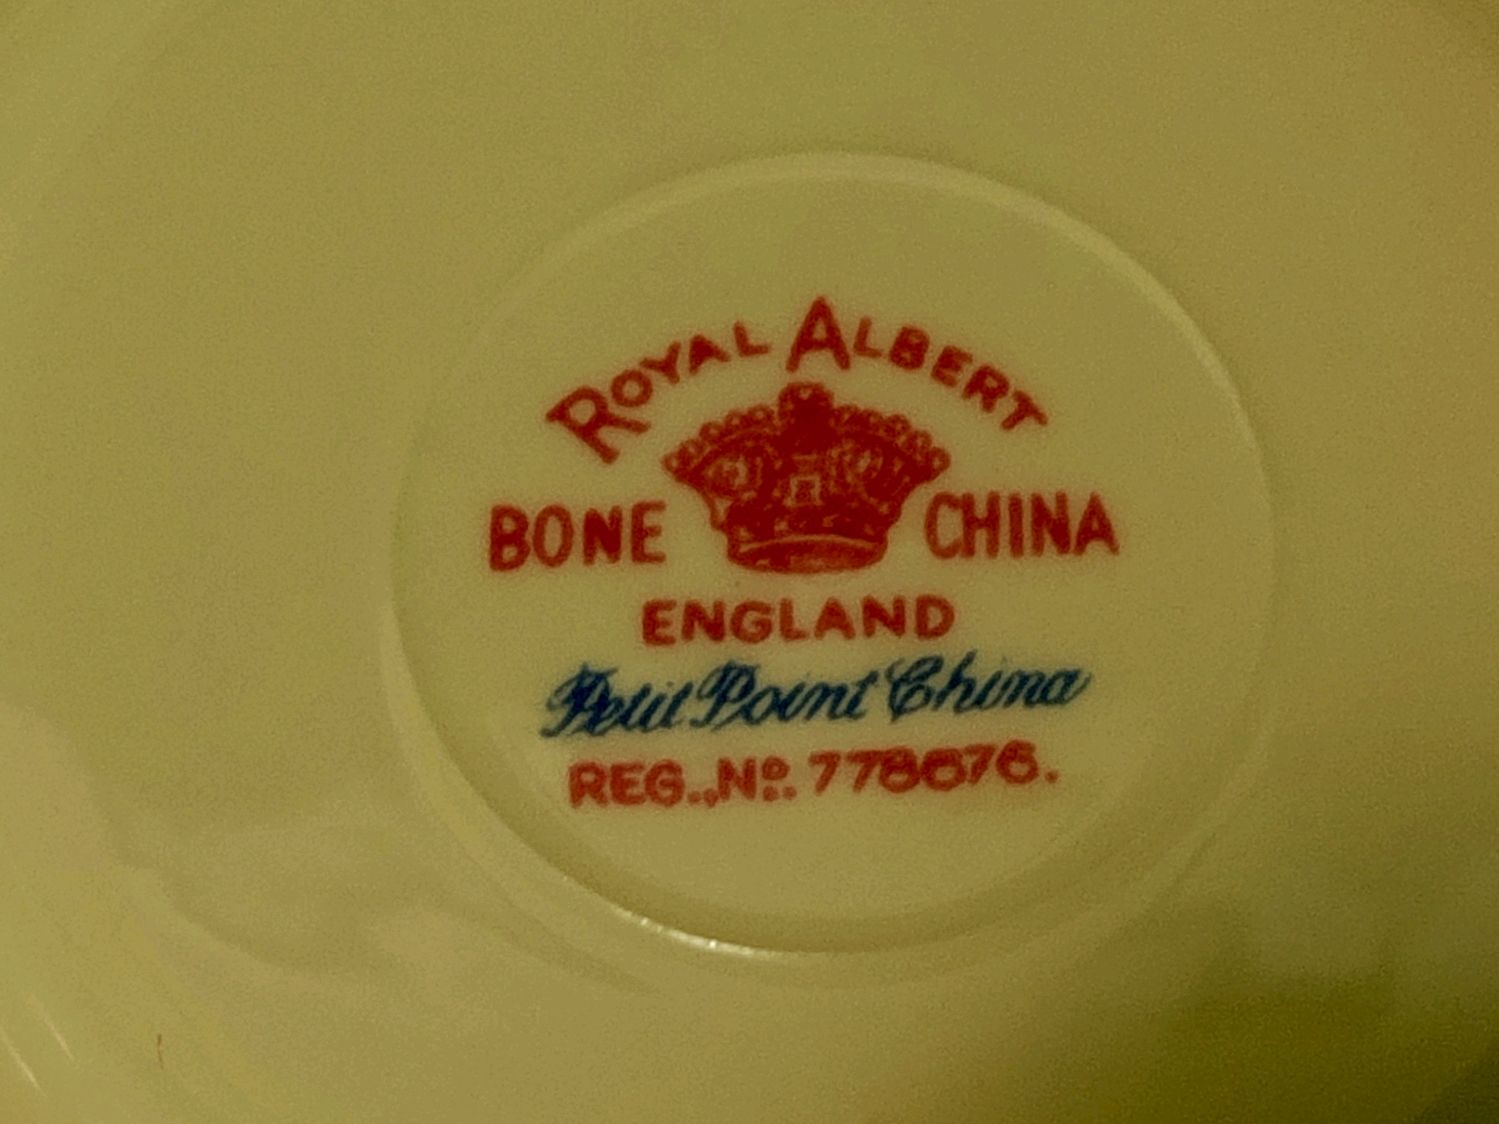 ROYAL ALBERT
BONE CHINA
ENGLAND
Petit Point China
REG., Nº. 778676.